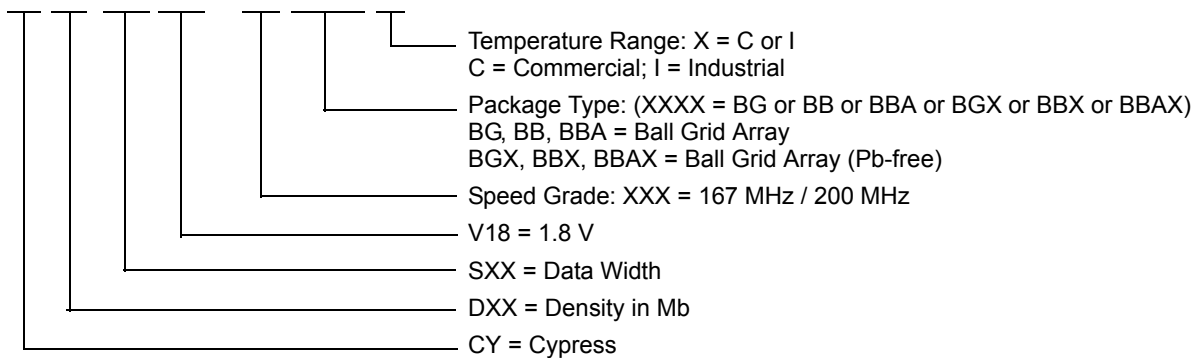 Temperature Range: X = C or I
C = Commercial; I = Industrial
Package Type: (XXXX = BG or BB or BBA or BGX or BBX or BBAX)
BG, BB, BBA = Ball Grid Array
BGX, BBX, BBAX = Ball Grid Array (Pb-free)
Speed Grade: XXX = 167 MHz / 200 MHz
V18 = 1.8 V
SXX = Data Width
DXX = Density in Mb
CY = Cypress